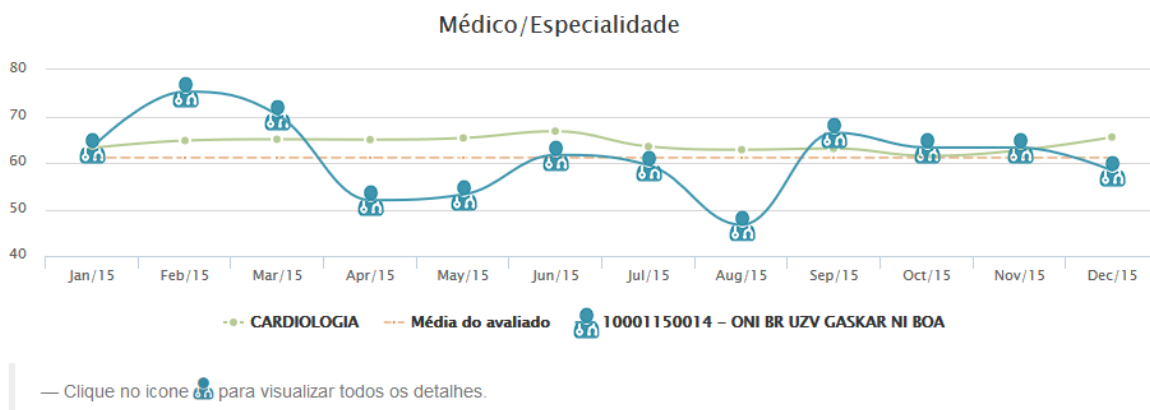 Médico/Especialidade
80
70
60
50
40
Jan/15 Feb/15 Mar/15 Apr/15 May/15 Jun/15 Jul/15 Aug/15 Sep/15 Oct/15 Nov/15 Dec/15
CARDIOLOGIA Média do avaliado 10001150014 - ONI BR UZV GASKAR NI BOA
— Clique no icone para visualizar todos os detalhes.